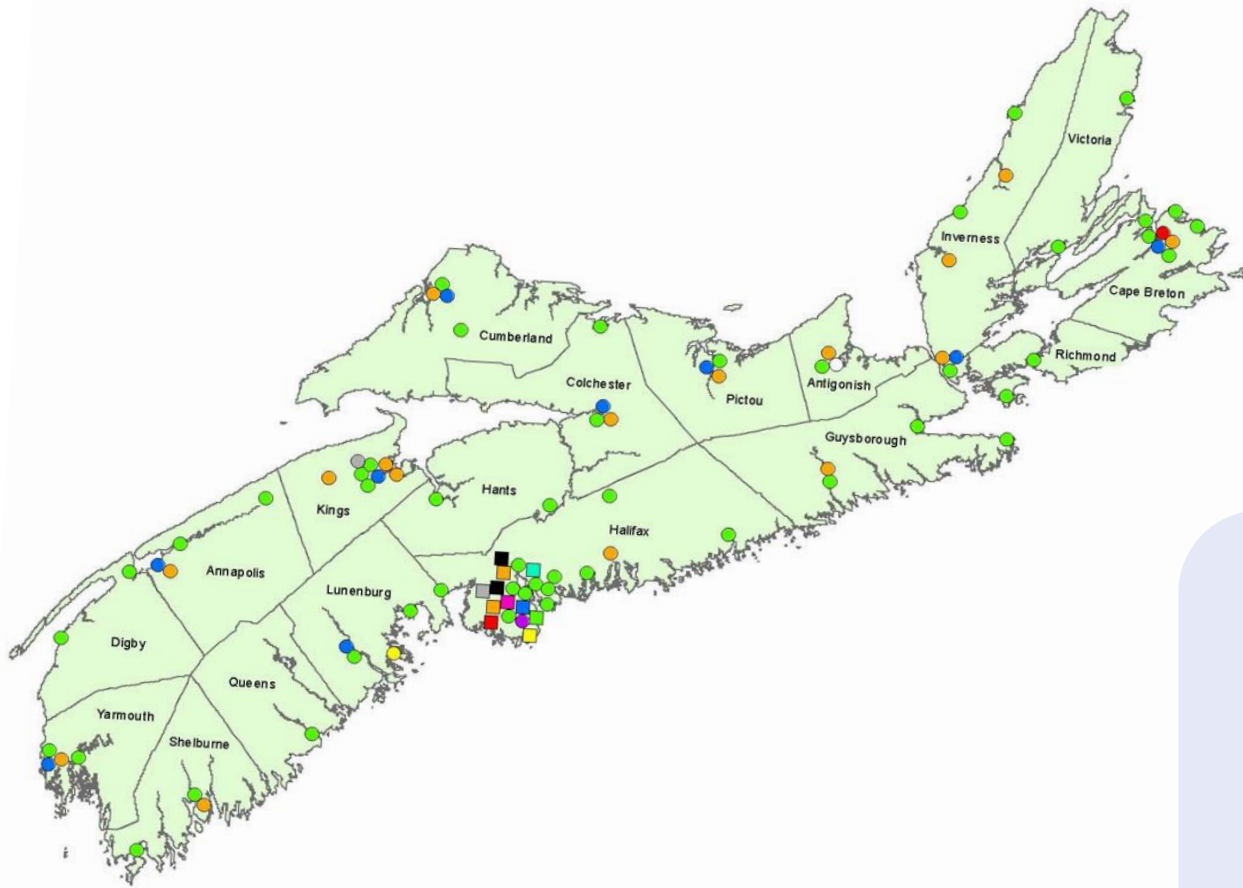 Victoria
Inverness
Cape Breton
Cumberland
Richmond
Colchester
Antigonish
Pictou
Guysborough
Hants
Kings
Halifax
Annapolis
Lunenburg
Digby
Queens
Yarmouth
Shelburne